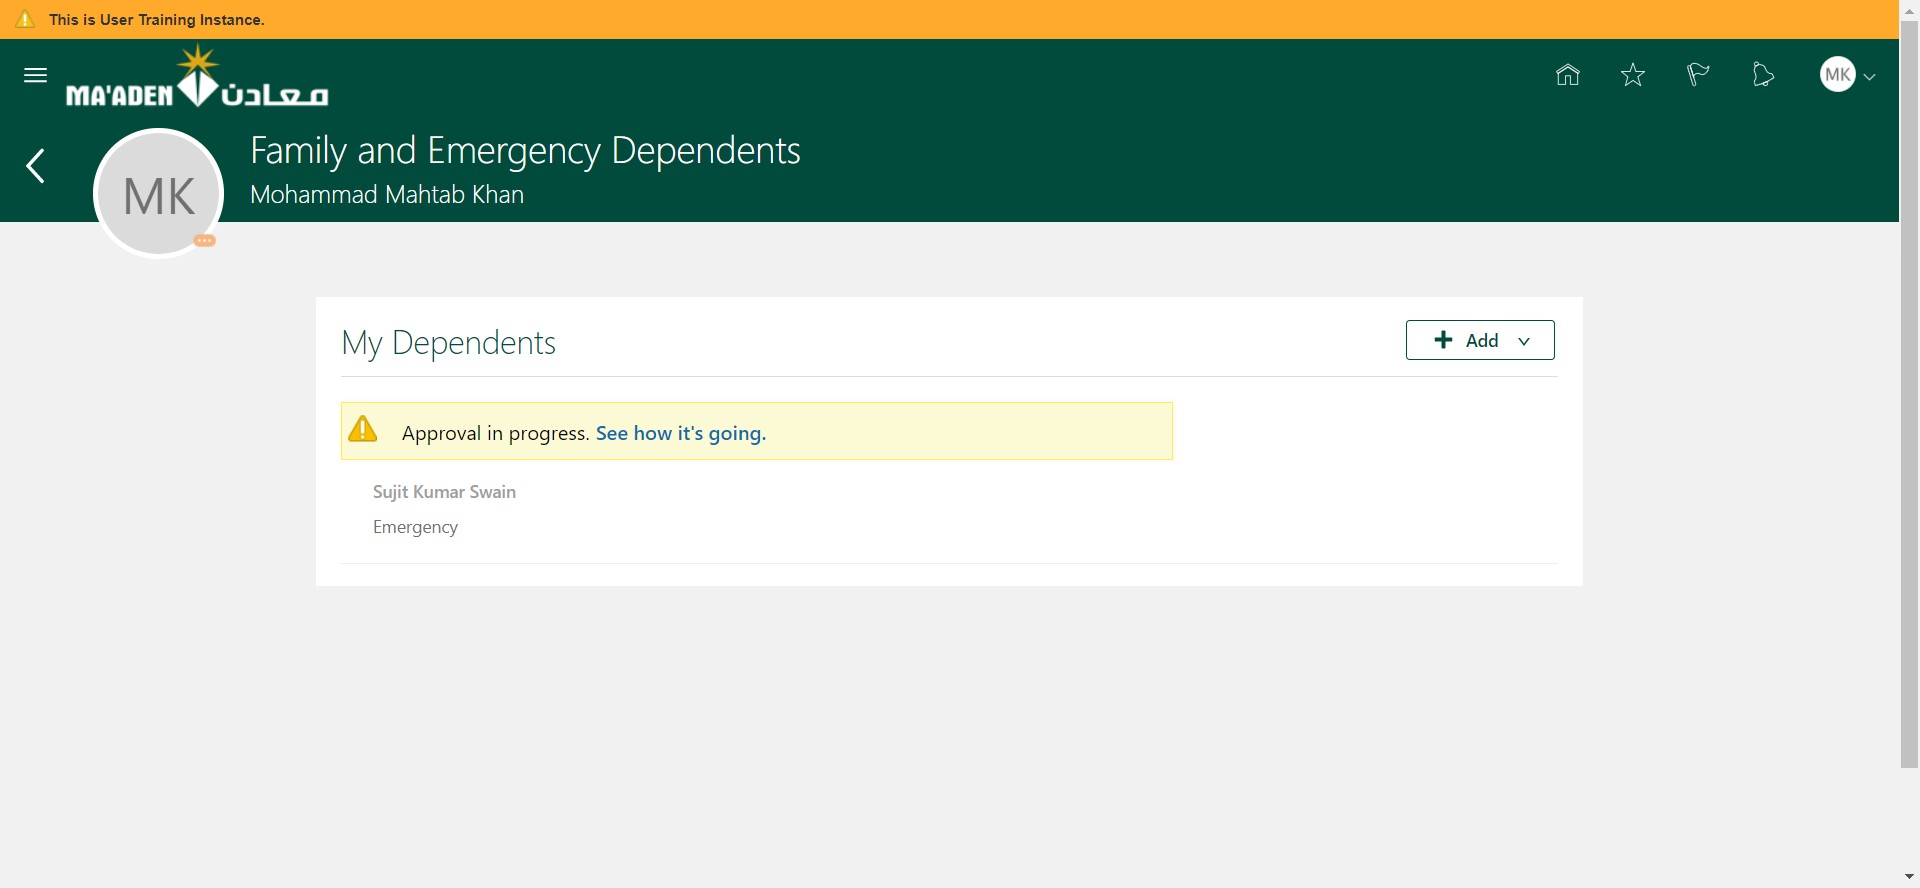 This is User Training Instance.
MA'ADEN معادن
MK
Family and Emergency Dependents
Mohammad Mahtab Khan
MK
My Dependents
Add
Approval in progress. See how it's going.
Sujit Kumar Swain
Emergency